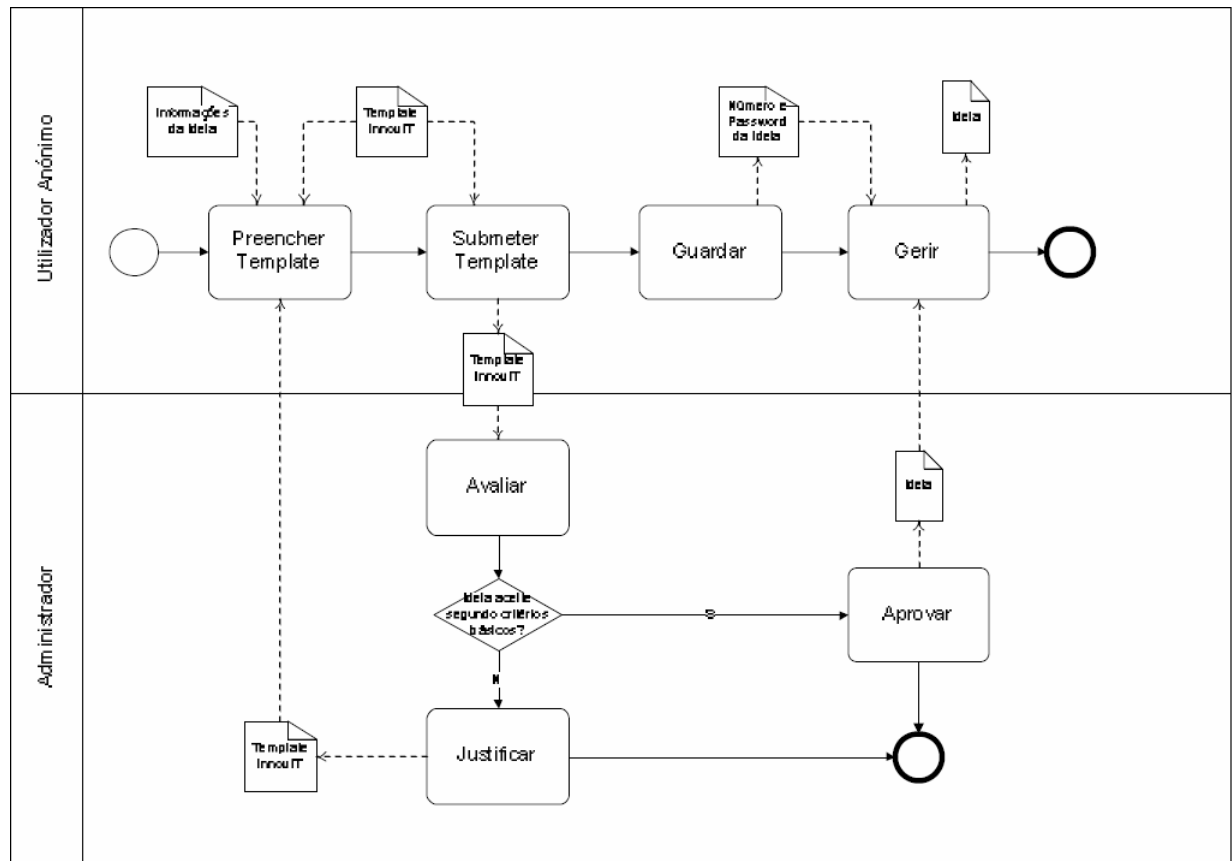 Utilizador Anónimo
Informações
da Ideia
Template
InnovIT
Número e
Password
da Ideia
Ideia
Preencher
Template
Submeter
Template
Guardar
Gerir
Template
InnovIT
Administrador
Avaliar
Ideia
Ideia aceite
segundo critérios
básicos?
S
Aprovar
N
Template
InnovIT
Justificar